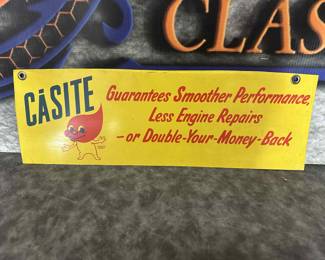 CLAS
CASITE
Guarantees Smoother Performance,
Less Engine Repairs
—or Double-Your-Money-Back